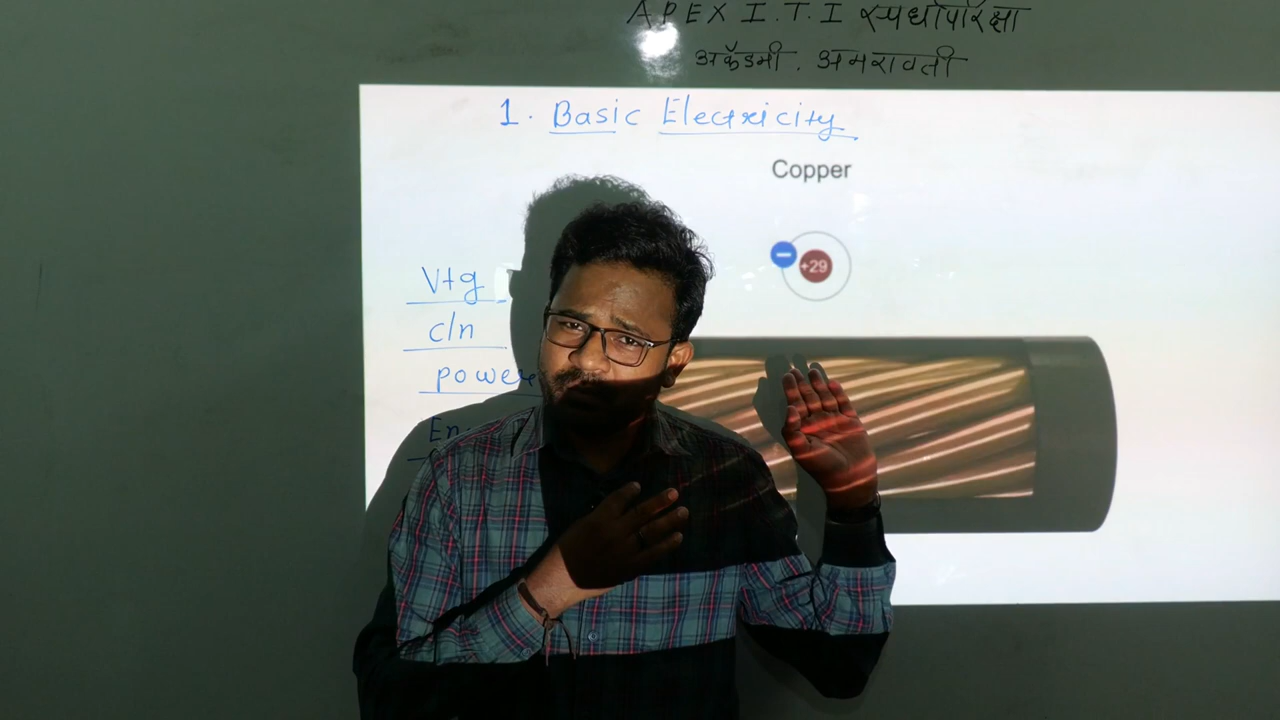 APEX I.T.I स्पर्धापरिक्षा
अकॅडमी. अमरावती
1. Basic Electricity
Copper
+29
Vtg
c/n
power